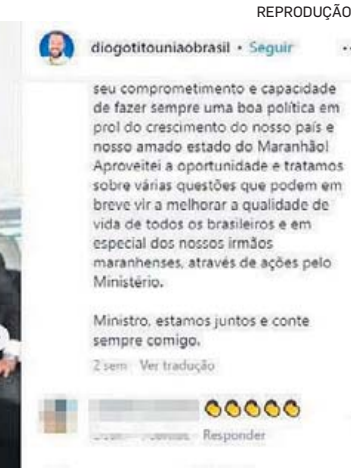 REPRODUÇÃO
diogotitouniaobrasil • Seguir ...
seu comprometimento e capacidade
de fazer sempre uma boa política em
prol do crescimento do nosso país e
nosso amado estado do Maranhão!
Aproveitei a oportunidade e tratamos
sobre várias questões que podem em
breve vir a melhorar a qualidade de
vida de todos os brasileiros e em
especial dos nossos irmãos
maranhenses, através de ações pelo
Ministério.
Ministro, estamos juntos e conte
sempre comigo.
2 sem Ver tradução
👏👏👏👏👏
Responder